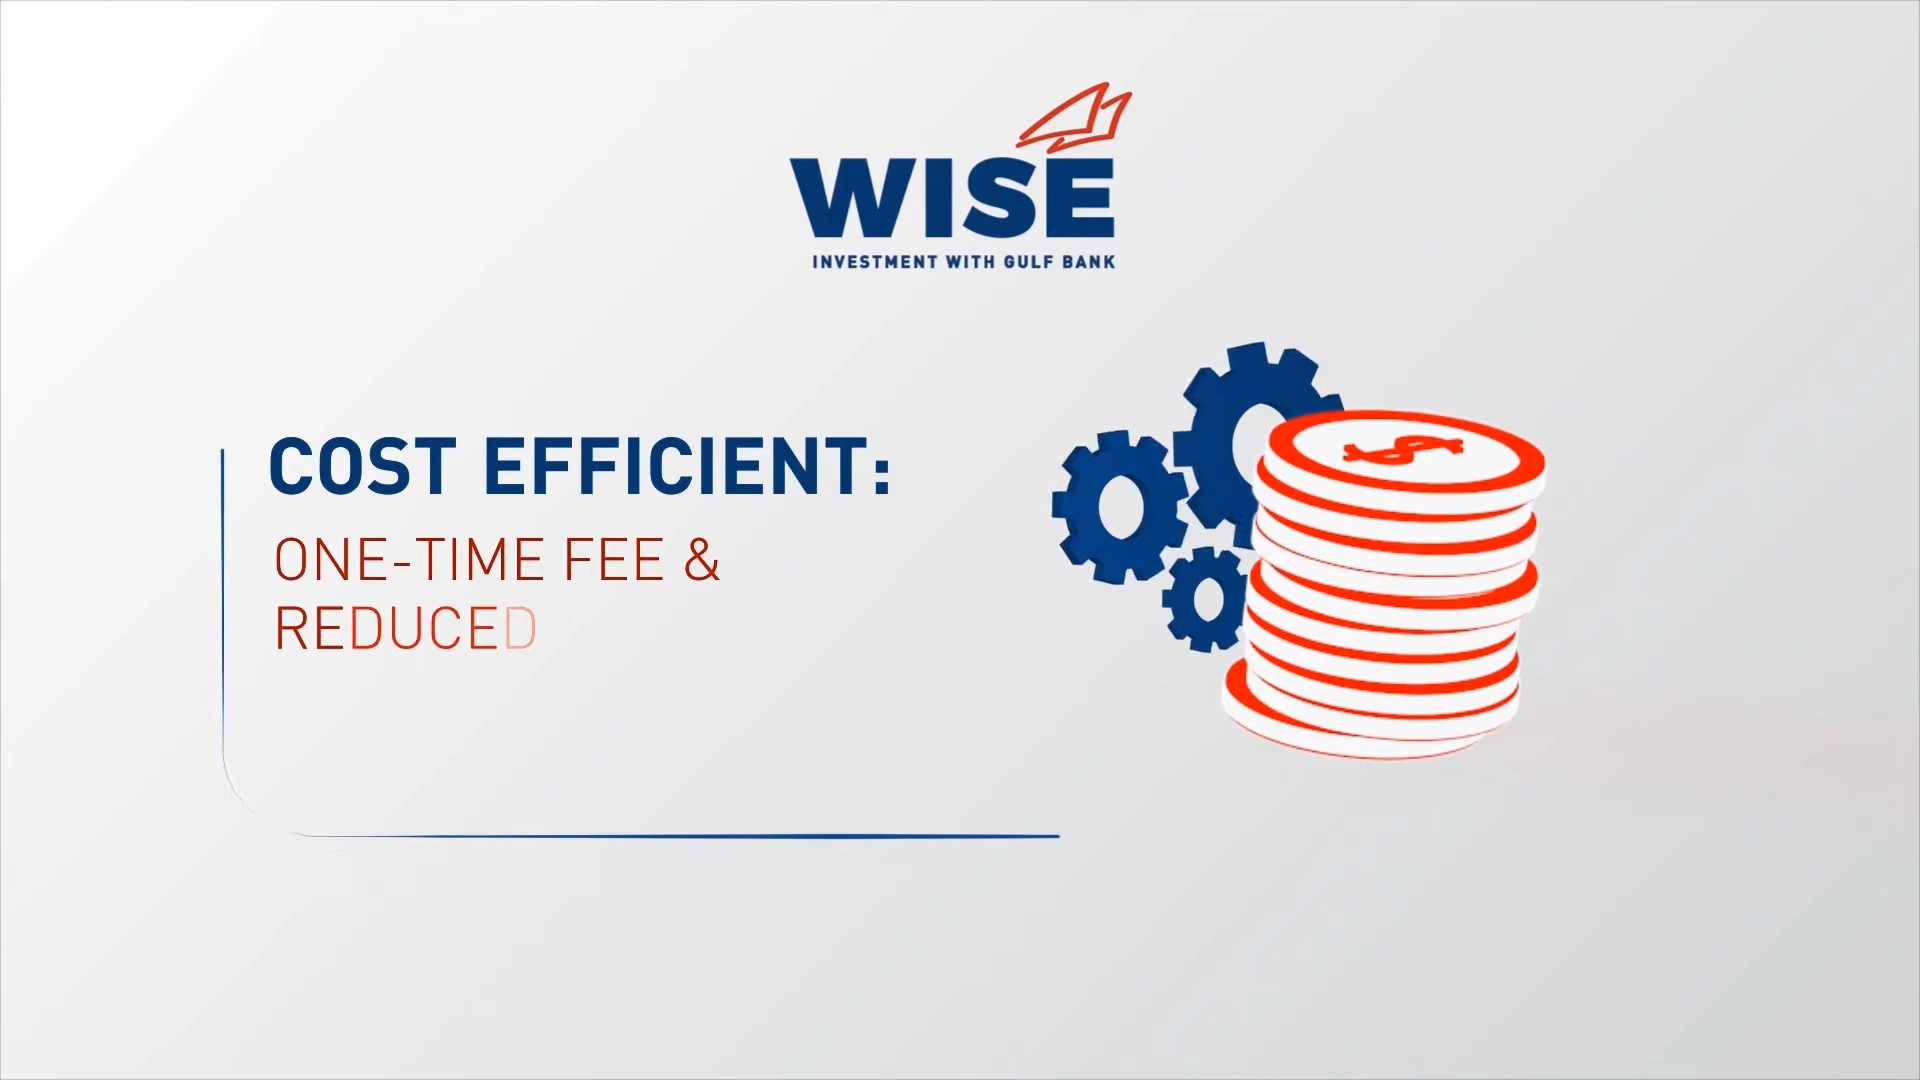 WISE
INVESTMENT WITH GULF BANK
COST EFFICIENT:
ONE-TIME FEE &
REDUCED
$